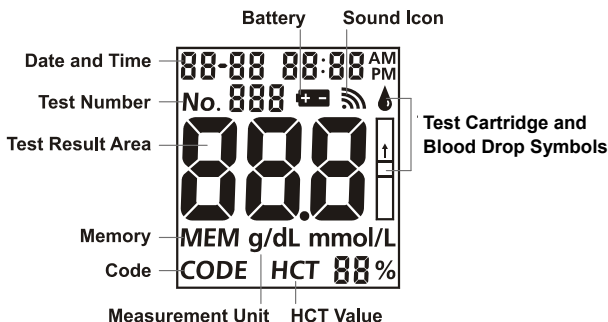 Battery Sound Icon
Date and Time 88-88 88:88 AM PM
Test Number No. 888
Test Result Area 88.8
Test Cartridge and
Blood Drop Symbols
Memory MEM g/dL mmol/L
Code CODE HCT 88%
Measurement Unit HCT Value